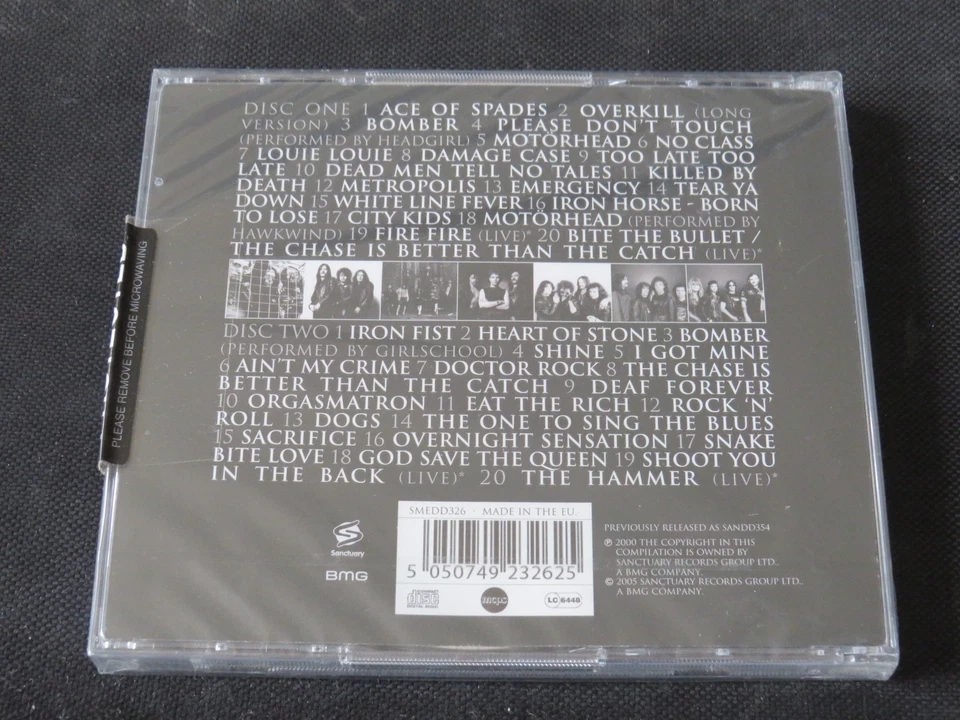 DISC ONE 1 ACE OF SPADES 2 OVERKILL (LONG
VERSION) 3 BOMBER 4 PLEASE DON'T TOUCH
(PERFORMED BY HEADGIRL) 5 MOTÖRHEAD 6 NO CLASS
7 LOUIE LOUIE 8 DAMAGE CASE 9 TOO LATE TOO
LATE 10 DEAD MEN TELL NO TALES 11 KILLED BY
DEATH 12 METROPOLIS 13 EMERGENCY 14 TEAR YA
DOWN 15 WHITE LINE FEVER 16 IRON HORSE - BORN
TO LOSE 17 CITY KIDS 18 MOTÖRHEAD (PERFORMED BY
HAWKWIND) 19 FIRE FIRE (LIVE)* 20 BITE THE BULLET /
THE CHASE IS BETTER THAN THE CATCH (LIVE)*
DISC TWO 1 IRON FIST 2 HEART OF STONE 3 BOMBER
(PERFORMED BY GIRLSCHOOL) 4 SHINE 5 I GOT MINE
6 AIN'T MY CRIME 7 DOCTOR ROCK 8 THE CHASE IS
BETTER THAN THE CATCH 9 DEAF FOREVER
10 ORGASMATRON 11 EAT THE RICH 12 ROCK 'N'
ROLL 13 DOGS 14 THE ONE TO SING THE BLUES
15 SACRIFICE 16 OVERNIGHT SENSATION 17 SNAKE
BITE LOVE 18 GOD SAVE THE QUEEN 19 SHOOT YOU
IN THE BACK (LIVE)* 20 THE HAMMER (LIVE)*
PLEASE REMOVE BEFORE MICROWAVING
Sanctuary
BMG
SMEDD326 · MADE IN THE EU.
5 050749 232625
disc
DIGITAL AUDIO
mcps
LC 6448
PREVIOUSLY RELEASED AS SANDD354
℗ 2000 THE COPYRIGHT IN THIS
COMPILATION IS OWNED BY
SANCTUARY RECORDS GROUP LTD.,
A BMG COMPANY.
© 2005 SANCTUARY RECORDS GROUP LTD.,
A BMG COMPANY.